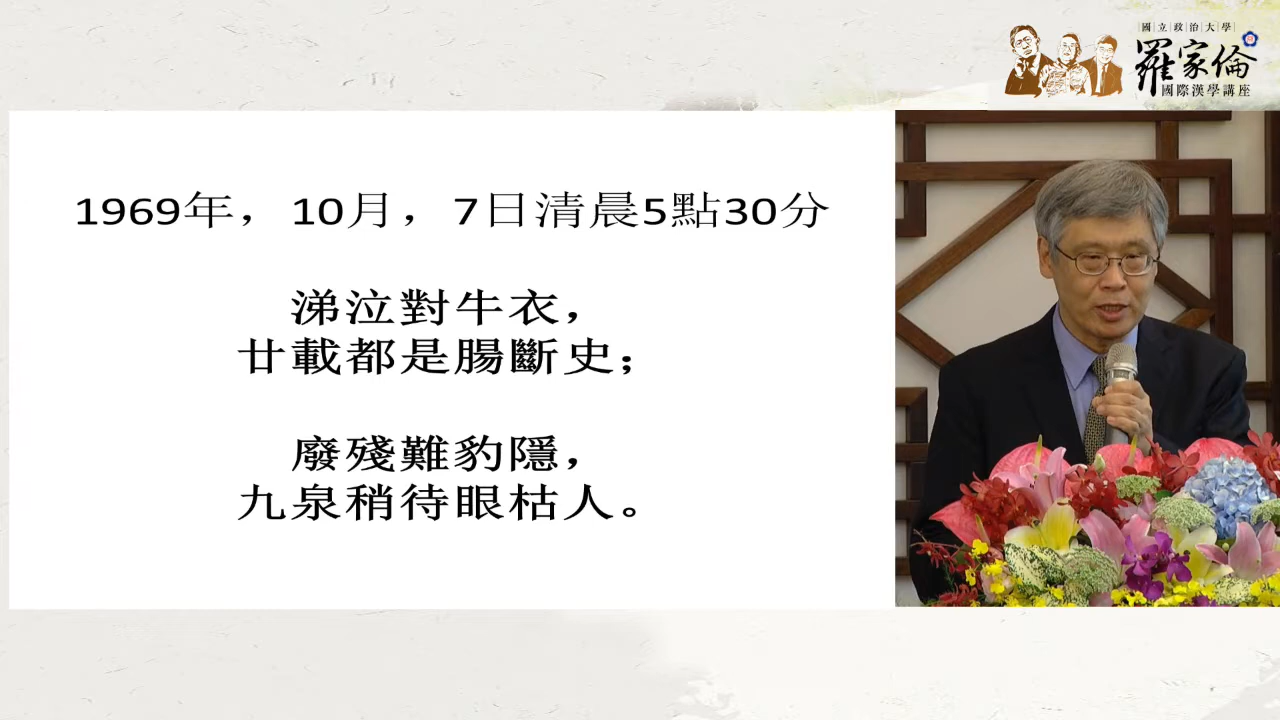 國立政治大學
羅家倫
國際漢學講座
1969年，10月，7日清晨5點30分
涕泣對牛衣，
廿載都是腸斷史；
廢殘難豹隱，
九泉稍待眼枯人。